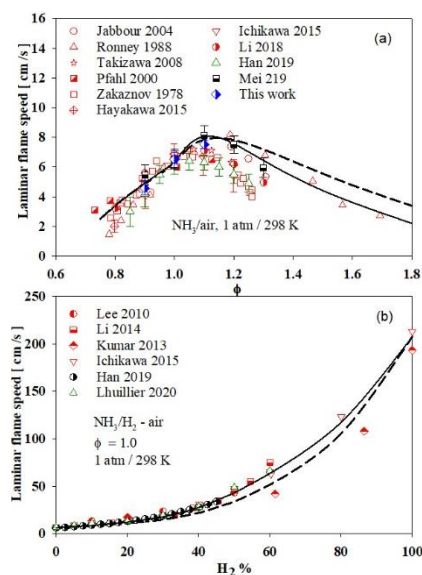 Jabbour 2004
Ronney 1988
Takizawa 2008
Pfahl 2000
Zakaznov 1978
Hayakawa 2015
Ichikawa 2015
Li 2018
Han 2019
Mei 219
This work
(a)
Laminar flame speed [ cm /s]
16
14
12
10
8
6
4
2
0
NH3/air, 1 atm / 298 K
0.6 0.8 1.0 1.2 1.4 1.6 1.8
ϕ
(b)
Lee 2010
Li 2014
Kumar 2013
Ichikawa 2015
Han 2019
Lhuillier 2020
NH3/H2 - air
ϕ = 1.0
1 atm / 298 K
Laminar flame speed [ cm /s]
250
200
150
100
50
0
0 20 40 60 80 100
H2 %